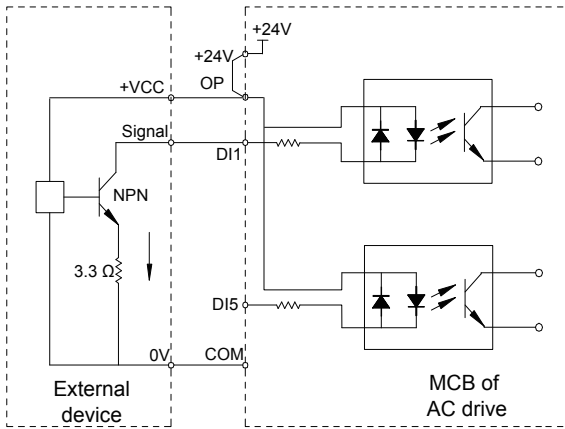 +24V
+24V
+VCC
OP
Signal
DI1
NPN
3.3 Ω
DI5
0V
COM
External
device
MCB of
AC drive